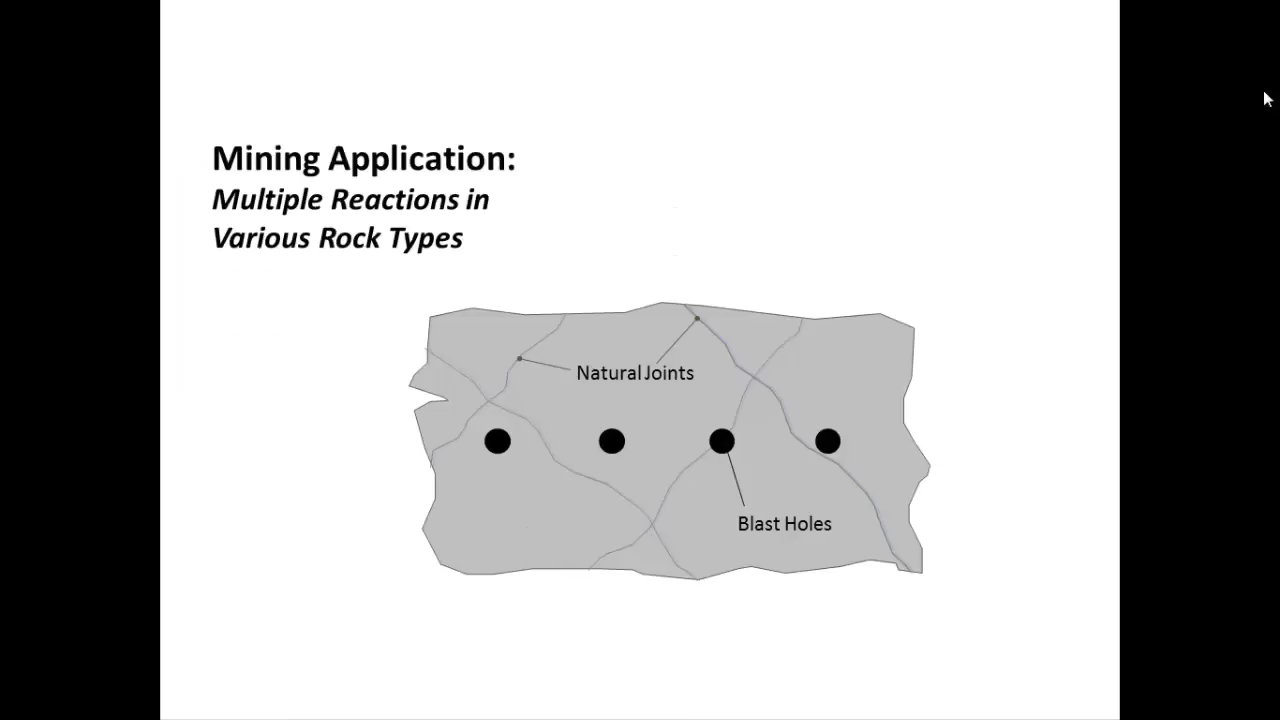 Mining Application:
Multiple Reactions in
Various Rock Types
Natural Joints
Blast Holes